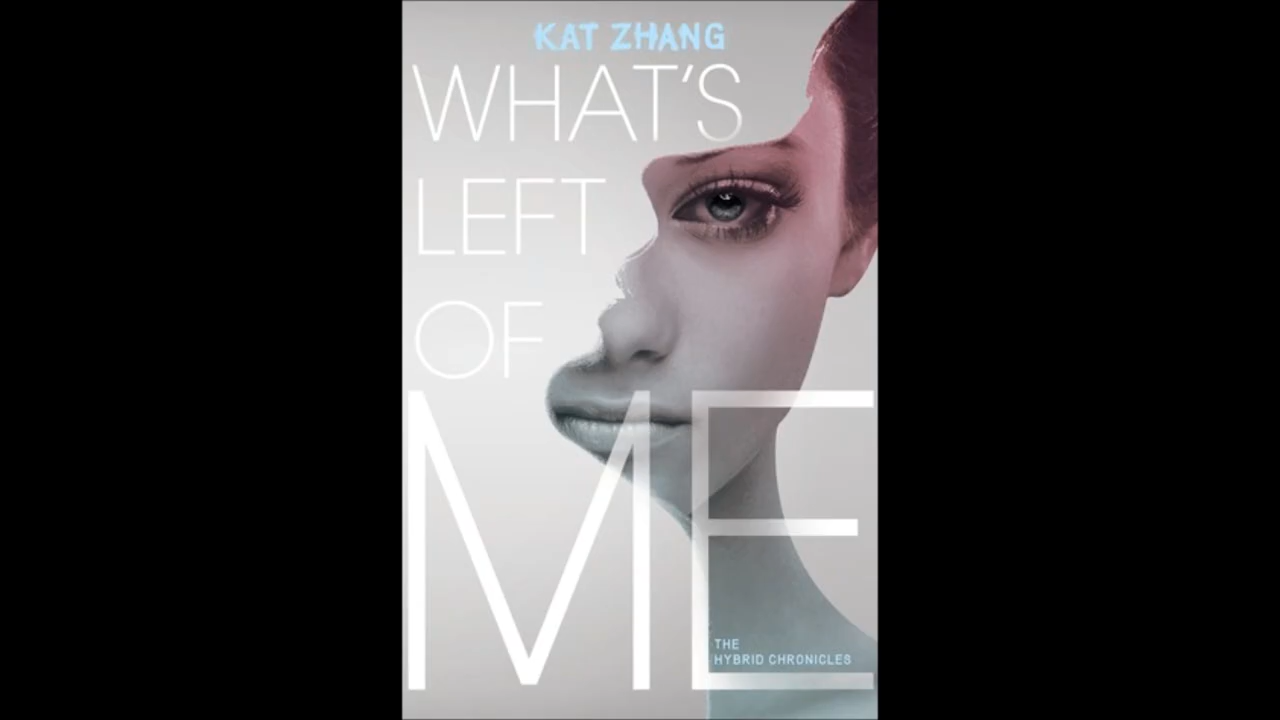 KAT ZHANG
WHAT'S
LEFT
OF
ME
THE
HYBRID CHRONICLES